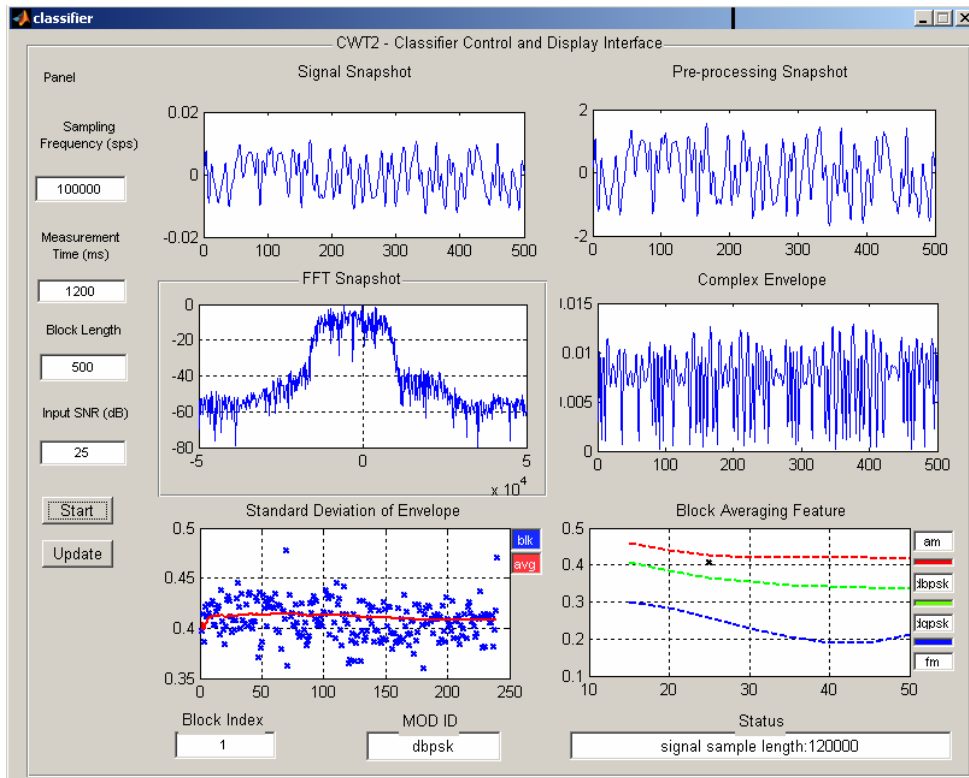 classifier
CWT2 - Classifier Control and Display Interface
Panel
Signal Snapshot
Pre-processing Snapshot
Sampling
Frequency (sps)
100000
Measurement
Time (ms)
1200
Block Length
500
Input SNR (dB)
25
Start
Update
0.02
0
-0.02
0 100 200 300 400 500
2
0
-2
0 100 200 300 400 500
FFT Snapshot
0
-20
-40
-60
-80
-5 0 5
x 10^4
Complex Envelope
0.015
0.01
0.005
0
0 100 200 300 400 500
Standard Deviation of Envelope
0.5
0.45
0.4
0.35
0 50 100 150 200 250
blk
avg
Block Averaging Feature
0.5
0.4
0.3
0.2
0.1
10 20 30 40 50
am
dbpsk
dqpsk
fm
Block Index
1
MOD ID
dbpsk
Status
signal sample length:120000